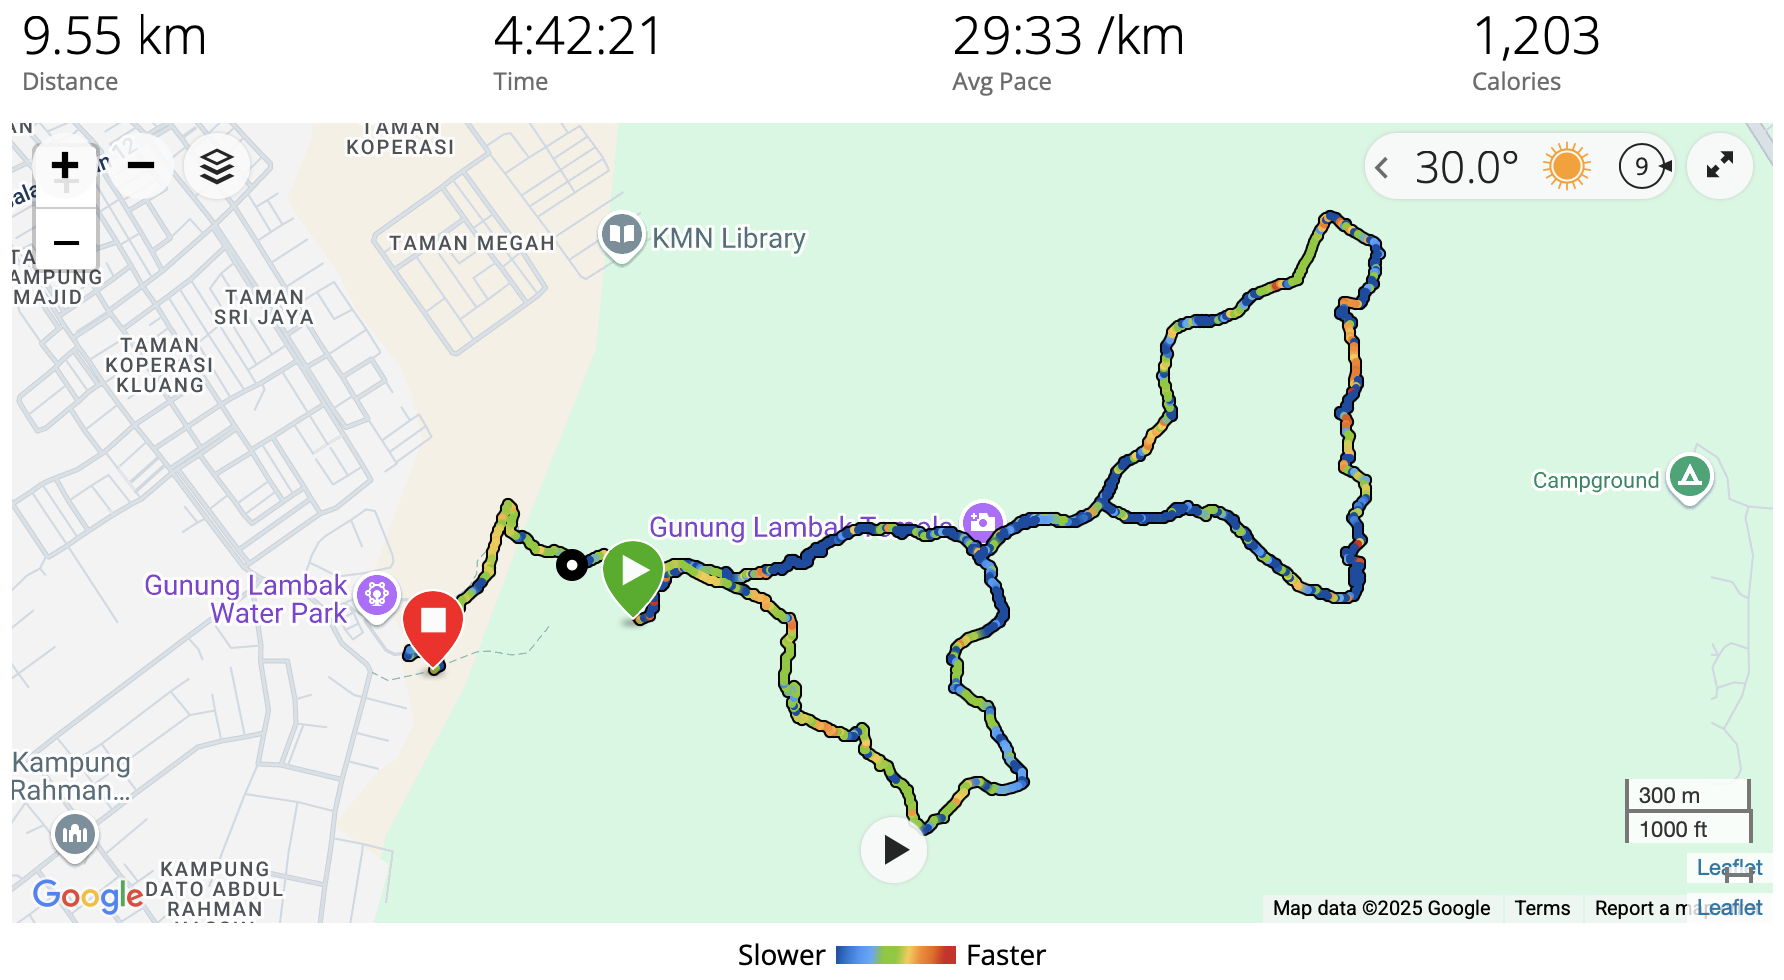 9.55 km
4:42:21
29:33 /km
1,203
Distance
Time
Avg Pace
Calories
TAMAN
KOPERASI
12
30.0°
9
TAMAN MEGAH
KMN Library
MAJID
TAMAN
SRI JAYA
TAMAN
KOPERASI
KLUANG
Campground
Gunung Lambak
Gunung Lambak
Water Park
Kampung
Rahman...
300 m
1000 ft
Leaflet
KAMPUNG
DATO ABDUL
RAHMAN
Google
Map data ©2025 Google
Terms
Report a
Leaflet
Slower
Faster